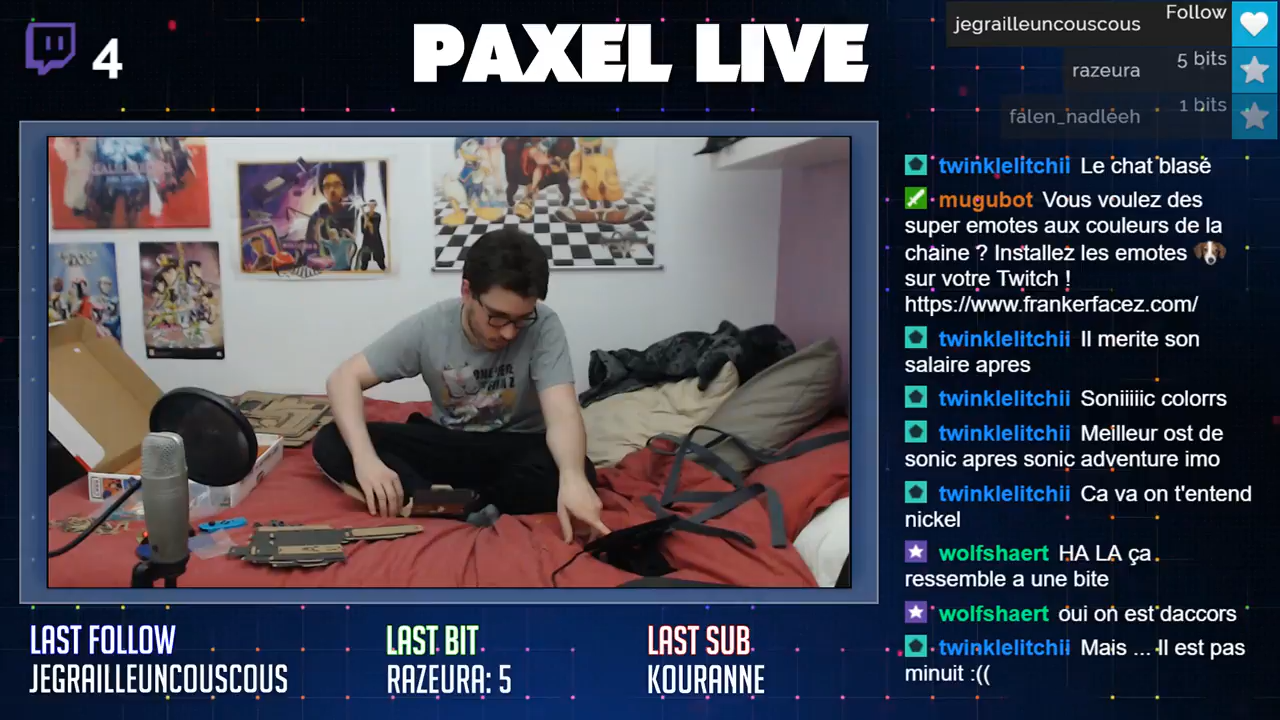 4
PAXEL LIVE
jegrailleuncouscous Follow
razeura 5 bits
fálen_nadléeh 1 bits
twinklelitchii Le chat blasé
mugubot Vous voulez des
super emotes aux couleurs de la
chaine ? Installez les emotes
sur votre Twitch !
https://www.frankerfacez.com/
twinklelitchii Il merite son
salaire apres
twinklelitchii Soniiiiic colorrs
twinklelitchii Meilleur ost de
sonic apres sonic adventure imo
twinklelitchii Ca va on t'entend
nickel
wolfshaert HA LA ça
ressemble a une bite
wolfshaert oui on est daccors
twinklelitchii Mais ... Il est pas
minuit :((
LAST FOLLOW
JEGRAILLEUNCOUSCOUS
LAST BIT
RAZEURA: 5
LAST SUB
KOURANNE